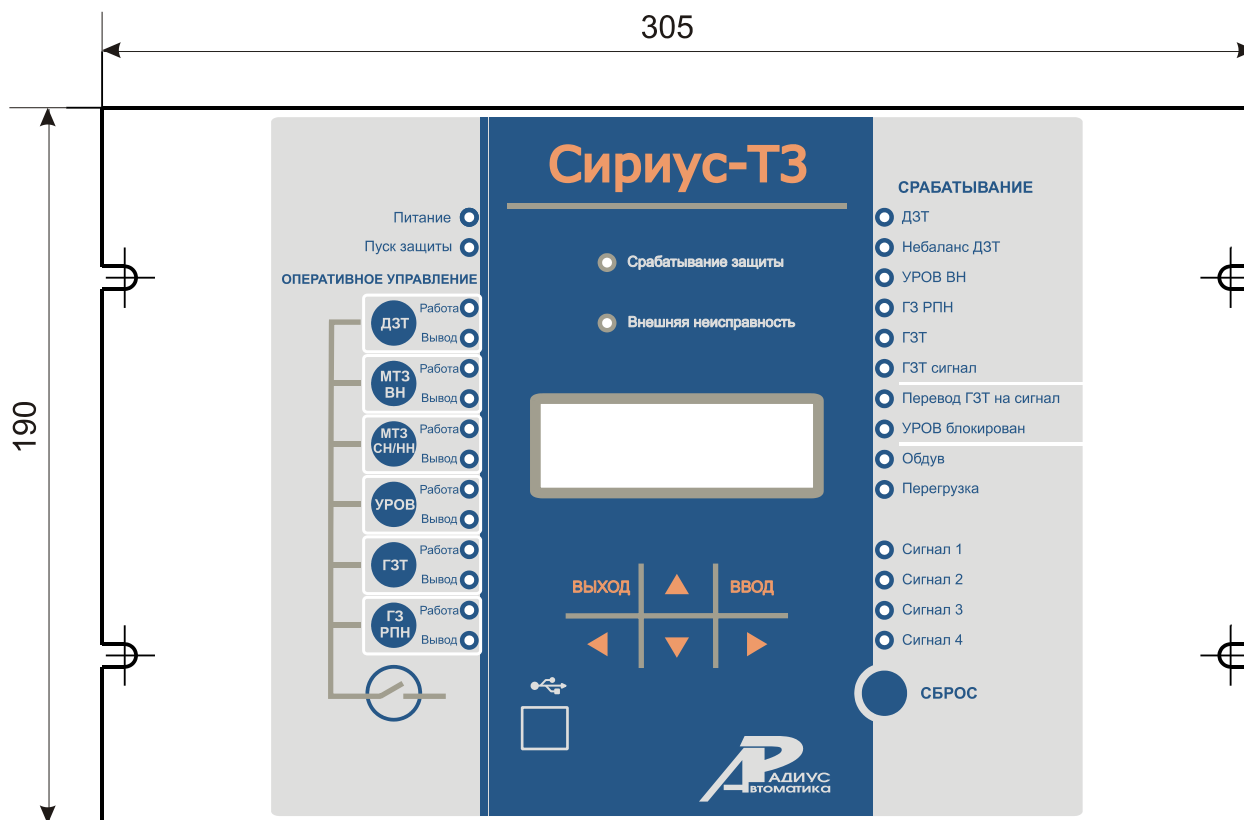 305
190
Сириус-ТЗ
Питание
Пуск защиты
ОПЕРАТИВНОЕ УПРАВЛЕНИЕ
ДЗТ
Работа
Вывод
МТЗ
ВН
Работа
Вывод
МТЗ
СН/НН
Работа
Вывод
УРОВ
Работа
Вывод
ГЗТ
Работа
Вывод
ГЗ
РПН
Работа
Вывод
Срабатывание защиты
Внешняя неисправность
ВЫХОД
ВВОД
АДИУС
Автоматика
СРАБАТЫВАНИЕ
ДЗТ
Небаланс ДЗТ
УРОВ ВН
ГЗ РПН
ГЗТ
ГЗТ сигнал
Перевод ГЗТ на сигнал
УРОВ блокирован
Обдув
Перегрузка
Сигнал 1
Сигнал 2
Сигнал 3
Сигнал 4
СБРОС